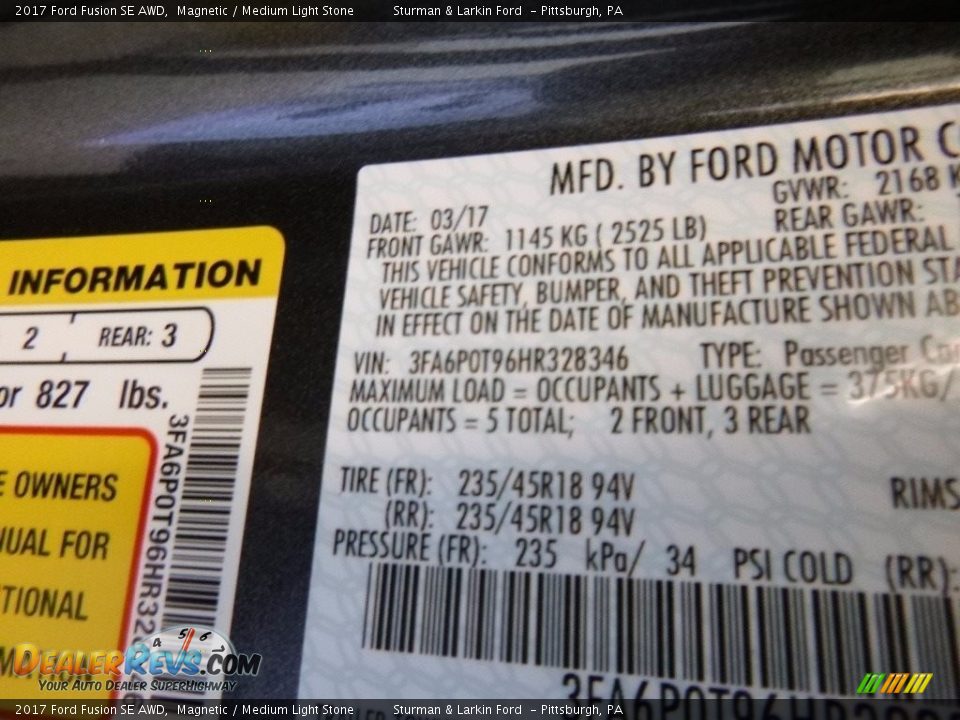 2017 Ford Fusion SE AWD, Magnetic / Medium Light Stone Sturman & Larkin Ford - Pittsburgh, PA
INFORMATION
2 REAR: 3
or 827 lbs.
3FA6P0T96HR32
OWNERS
FOR
MFD. BY FORD MOTOR
GVWR: 2168
DATE: 03/17
FRONT GAWR: 1145 KG ( 2525 LB) REAR GAWR:
THIS VEHICLE CONFORMS TO ALL APPLICABLE FEDERAL
VEHICLE SAFETY, BUMPER, AND THEFT PREVENTION
IN EFFECT ON THE DATE OF MANUFACTURE SHOWN
VIN: 3FA6P0T96HR328346 TYPE: Passenger
MAXIMUM LOAD = OCCUPANTS + LUGGAGE = 375KG/
OCCUPANTS = 5 TOTAL; 2 FRONT, 3 REAR
TIRE (FR): 235/45R18 94V RIMS
(RR): 235/45R18 94V
PRESSURE (FR): 235 kPa/ 34 PSI COLD (RR):
3FA6P0T96HR
4 5 6
DealerRevs.com
Your Auto Dealer SuperHighway
2017 Ford Fusion SE AWD, Magnetic / Medium Light Stone Sturman & Larkin Ford - Pittsburgh, PA